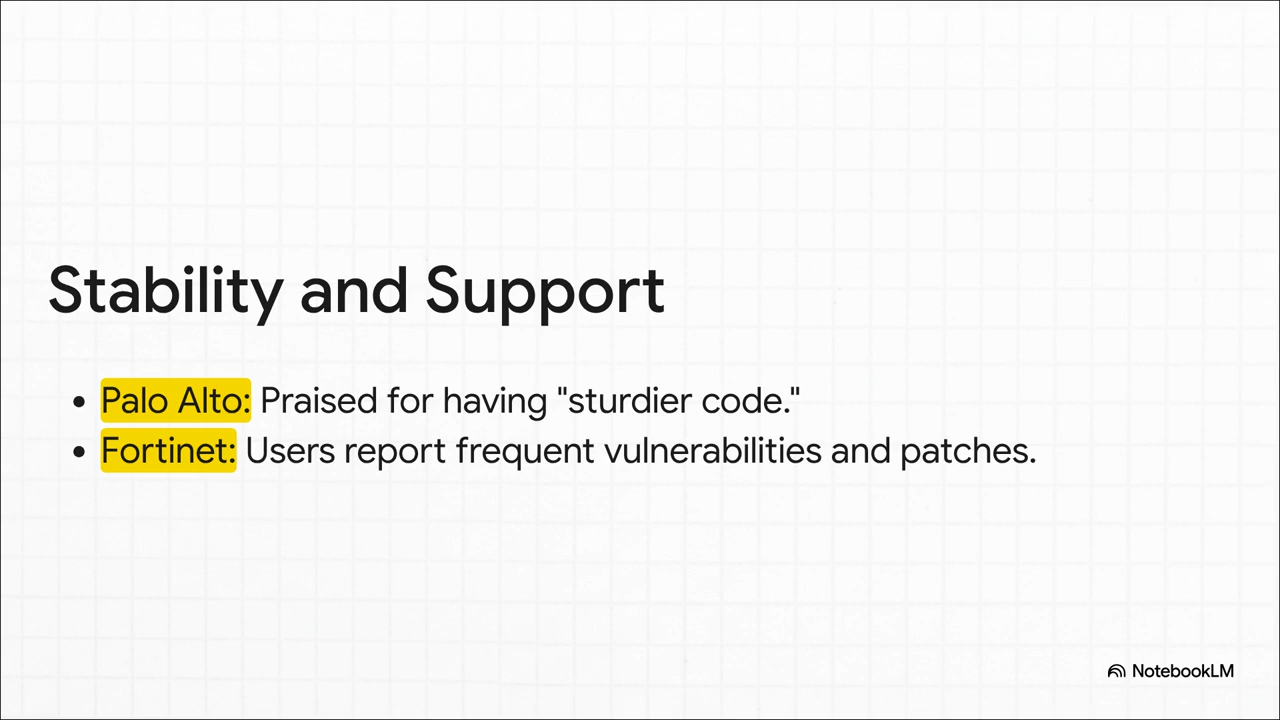 Stability and Support
• Palo Alto: Praised for having "sturdier code."
• Fortinet: Users report frequent vulnerabilities and patches.
NotebookLM